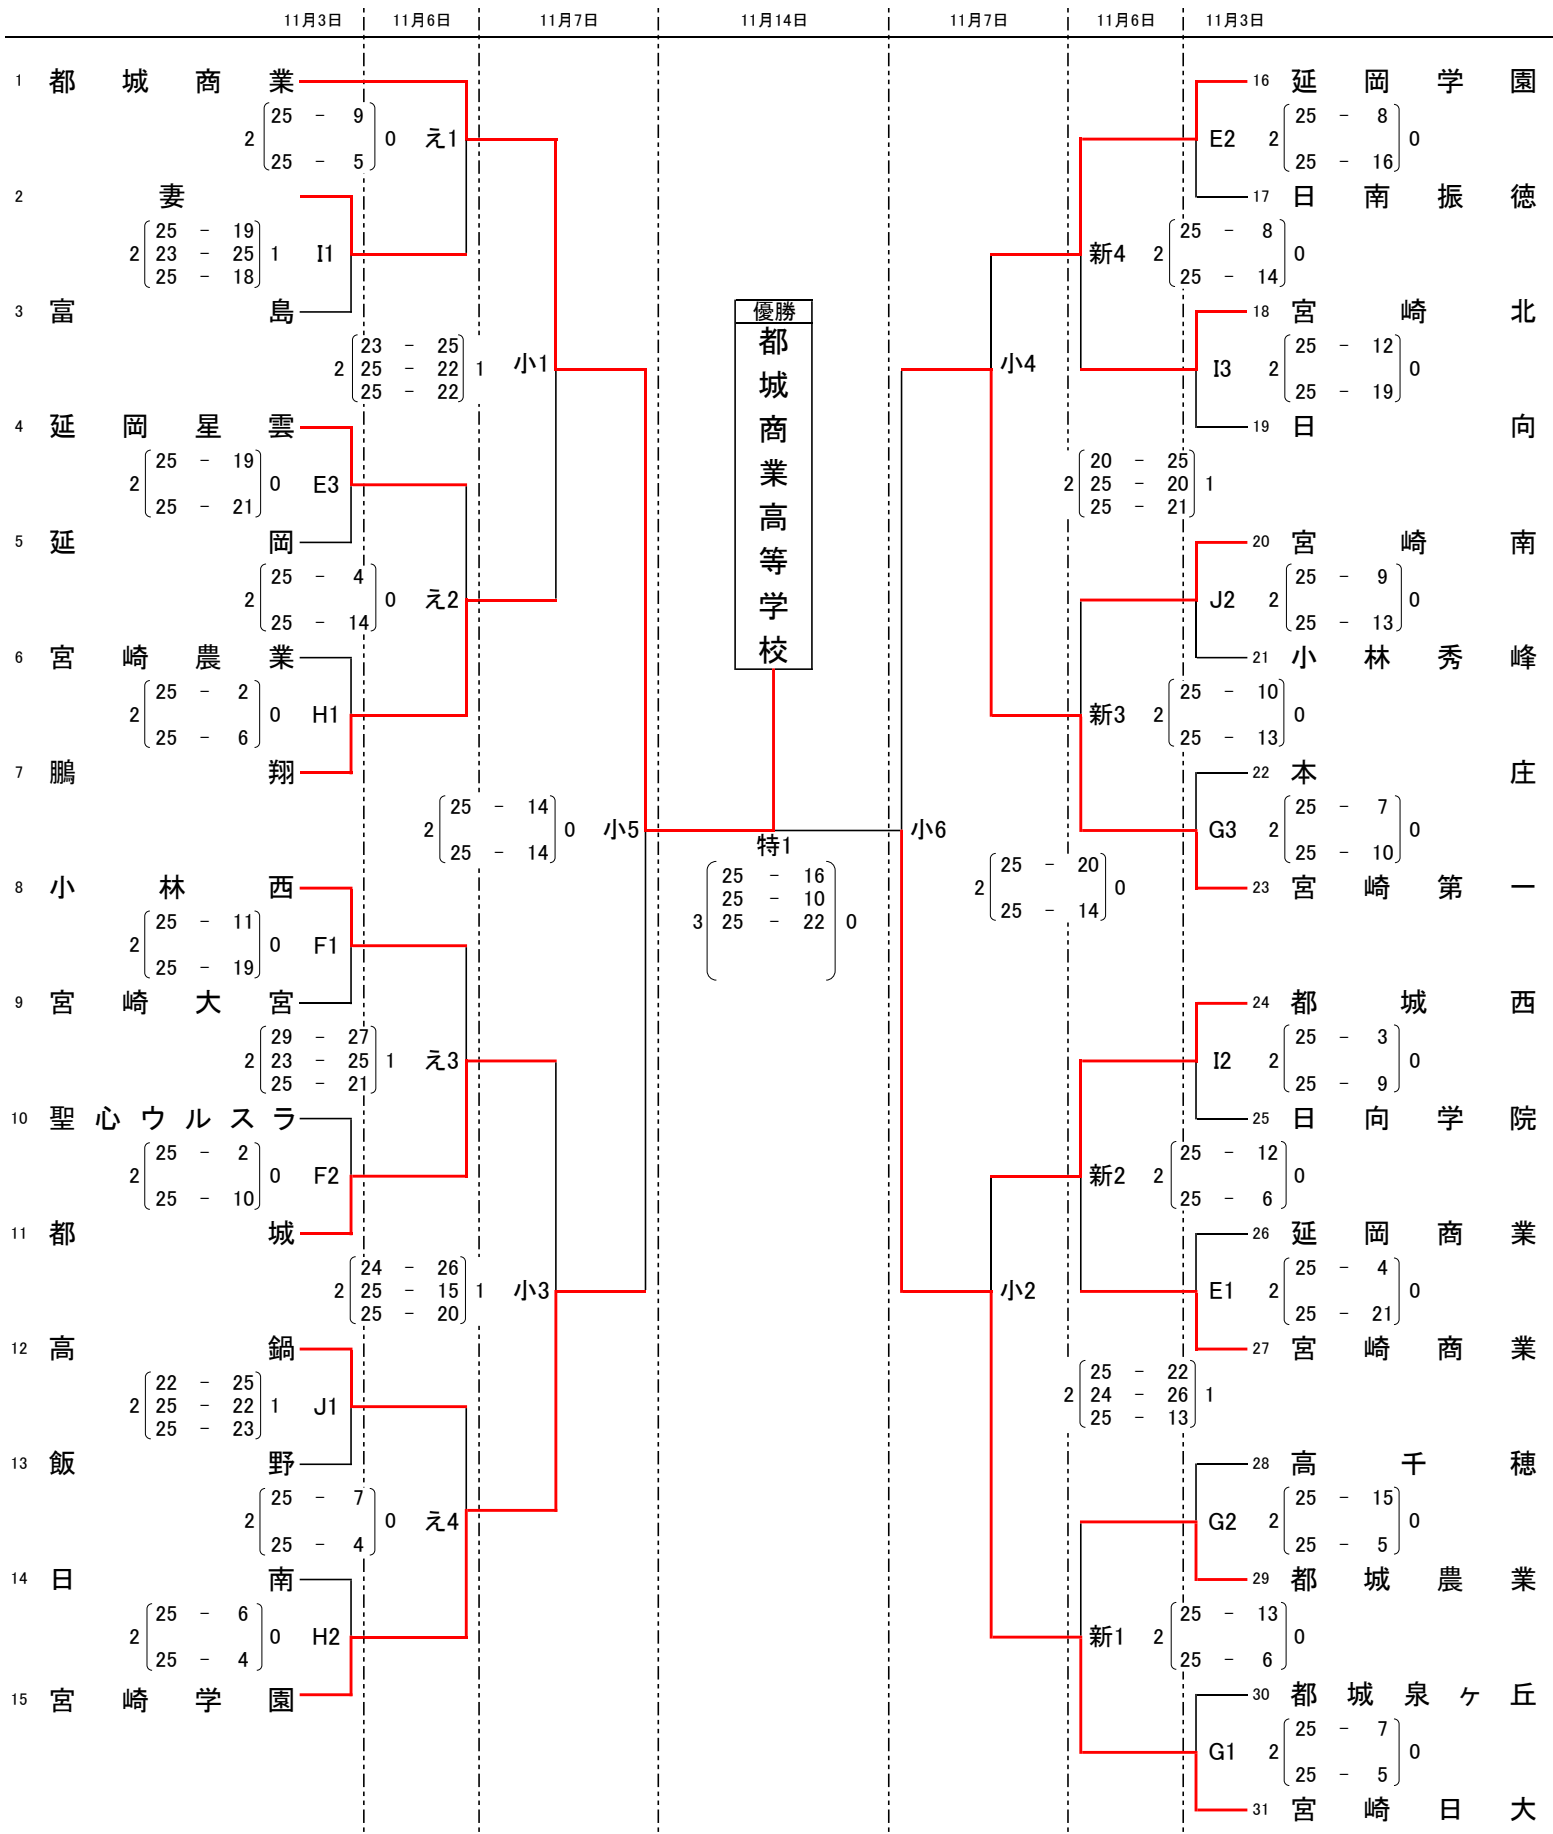 11月3日 11月6日 11月7日 11月14日 11月7日 11月6日 11月3日
1 都城商業
2 ( 25 - 9 25 - 5 ) 0 え1
2 妻
2 ( 25 - 19 23 - 25 25 - 18 ) 1 I1
3 富島
2 ( 23 - 25 25 - 22 25 - 22 ) 1 小1
4 延岡星雲
2 ( 25 - 19 25 - 21 ) 0 E3
5 延岡
2 ( 25 - 4 25 - 14 ) 0 え2
6 宮崎農業
2 ( 25 - 2 25 - 6 ) 0 H1
7 鵬翔
2 ( 25 - 14 25 - 14 ) 0 小5
8 小林西
2 ( 25 - 11 25 - 19 ) 0 F1
9 宮崎大宮
2 ( 29 - 27 23 - 25 25 - 21 ) 1 え3
10 聖心ウルスラ
2 ( 25 - 2 25 - 10 ) 0 F2
11 都城
2 ( 24 - 26 25 - 15 25 - 20 ) 1 小3
12 高鍋
2 ( 22 - 25 25 - 22 25 - 23 ) 1 J1
13 飯野
2 ( 25 - 7 25 - 4 ) 0 え4
14 日南
2 ( 25 - 6 25 - 4 ) 0 H2
15 宮崎学園
優勝
都城商業高等学校
特1
3 ( 25 - 16 25 - 10 25 - 22 ) 0
16 延岡学園
E2 2 ( 25 - 8 25 - 16 ) 0
17 日南振徳
新4 2 ( 25 - 8 25 - 14 ) 0
18 宮崎北
小4
I3 2 ( 25 - 12 25 - 19 ) 0
19 日向
2 ( 20 - 25 25 - 20 25 - 21 ) 1
20 宮崎南
J2 2 ( 25 - 9 25 - 13 ) 0
21 小林秀峰
新3 2 ( 25 - 10 25 - 13 ) 0
22 本庄
G3 2 ( 25 - 7 25 - 10 ) 0
23 宮崎第一
小6
2 ( 25 - 20 25 - 14 ) 0
24 都城西
I2 2 ( 25 - 3 25 - 9 ) 0
25 日向学院
新2 2 ( 25 - 12 25 - 6 ) 0
26 延岡商業
小2
E1 2 ( 25 - 4 25 - 21 ) 0
27 宮崎商業
2 ( 25 - 22 24 - 26 25 - 13 ) 1
28 高千穂
G2 2 ( 25 - 15 25 - 5 ) 0
29 都城農業
新1 2 ( 25 - 13 25 - 6 ) 0
30 都城泉ヶ丘
G1 2 ( 25 - 7 25 - 5 ) 0
31 宮崎日大